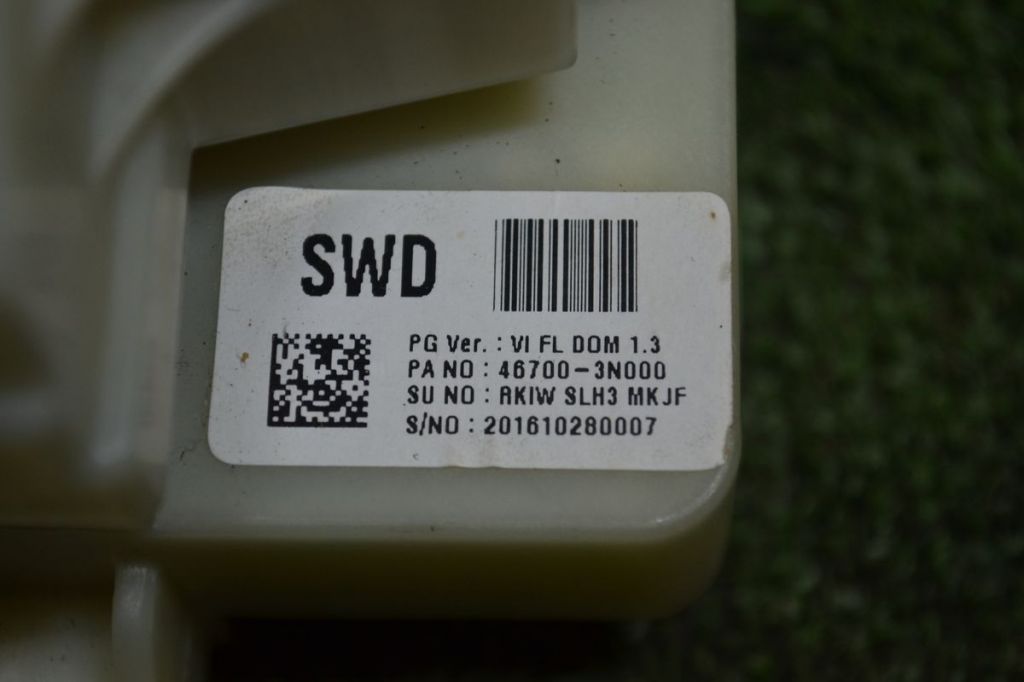 SWD
PG Ver. : VI FL DOM 1.3
PA NO : 46700-3N000
SU NO : RKIW SLH3 MKJF
S/NO : 201610280007